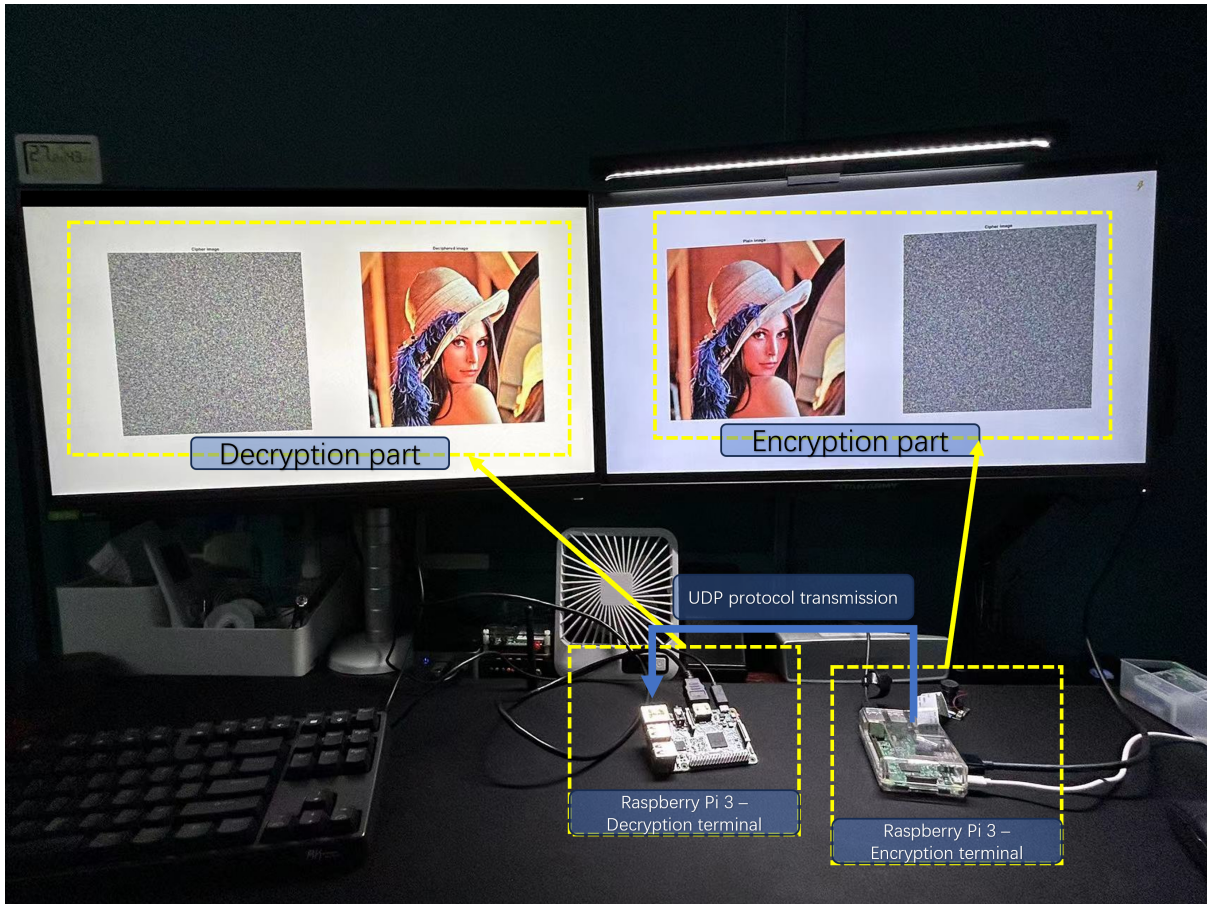 Cipher image
Deciphered image
Plain image
Cipher image
Decryption part
Encryption part
UDP protocol transmission
Raspberry Pi 3 –
Decryption terminal
Raspberry Pi 3 –
Encryption terminal